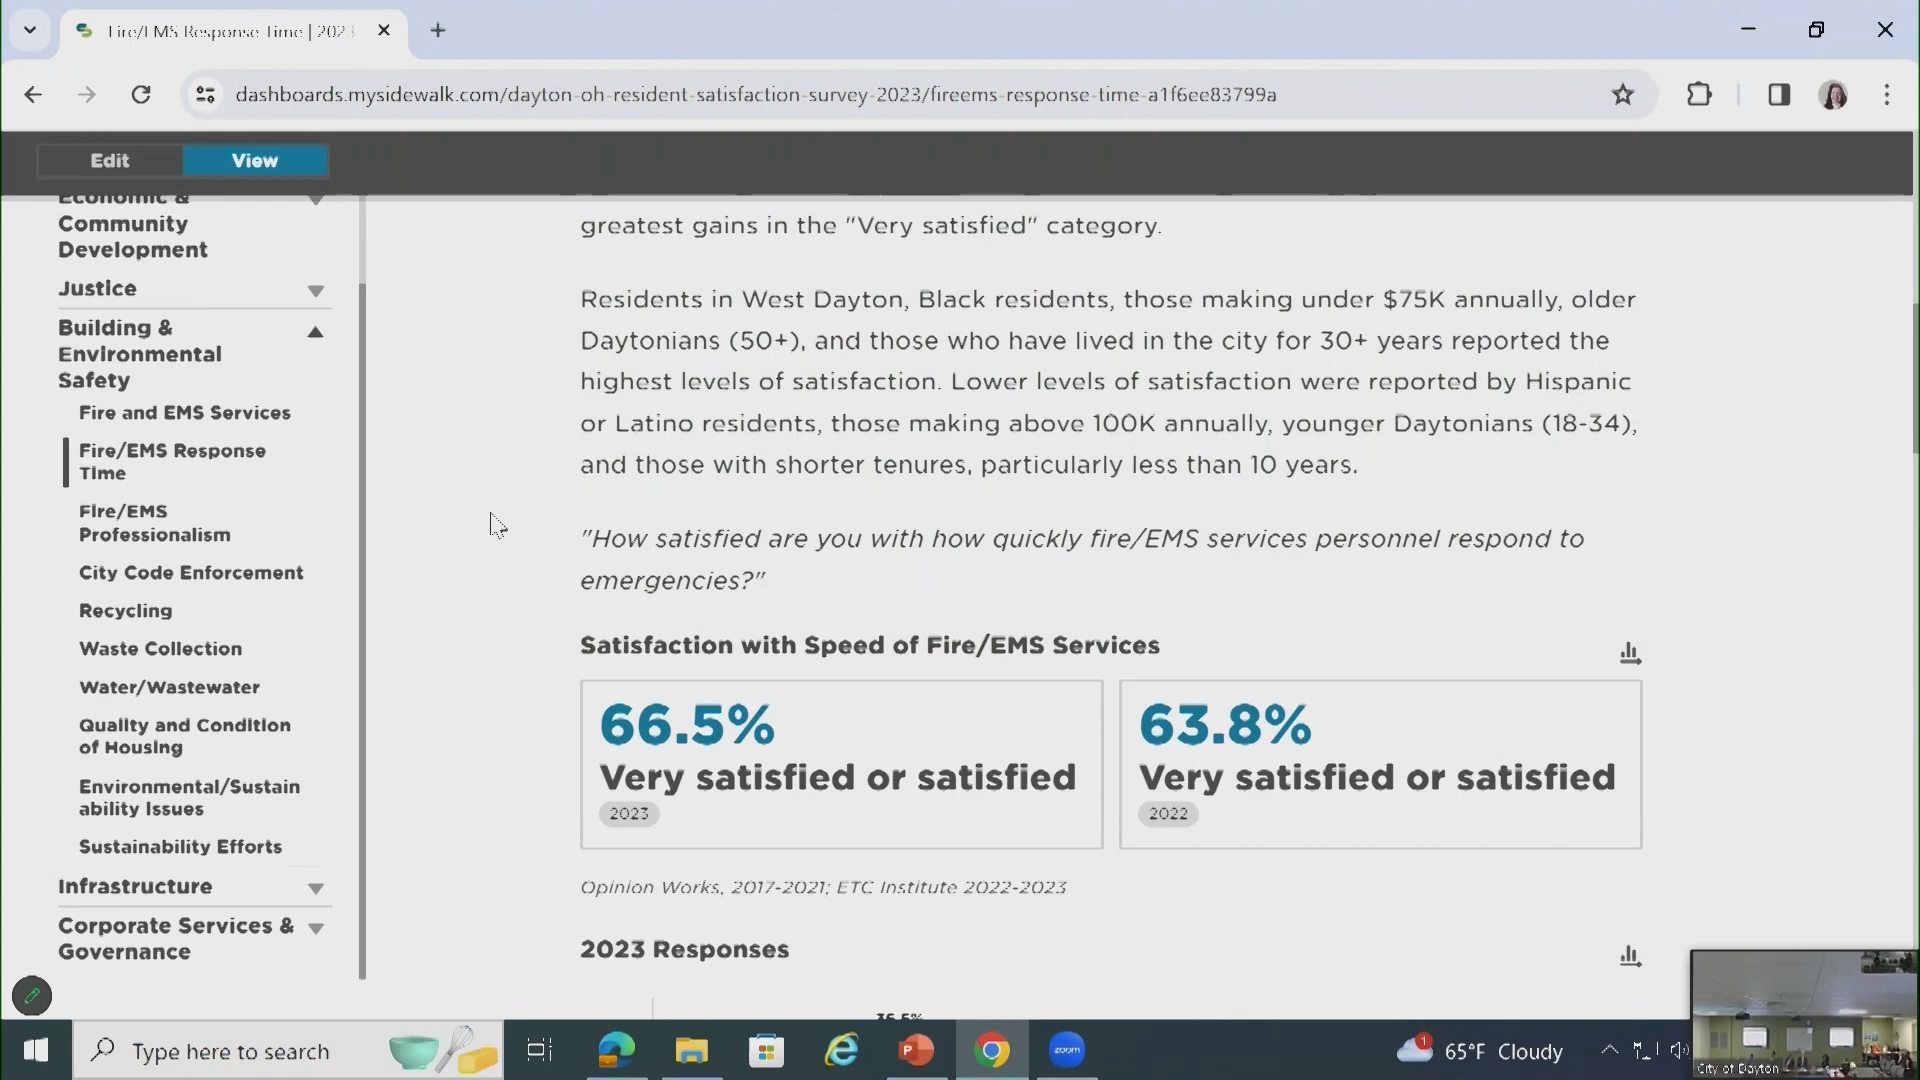 Fire/EMS Response Time | 2023
dashboards.mysidewalk.com/dayton-oh-resident-satisfaction-survey-2023/fireems-response-time-a1f6ee83799a
Edit
View
Economic &
Community
Development
Justice
Building &
Environmental
Safety
Fire and EMS Services
Fire/EMS Response
Time
Fire/EMS
Professionalism
City Code Enforcement
Recycling
Waste Collection
Water/Wastewater
Quality and Condition
of Housing
Environmental/Sustain
ability Issues
Sustainability Efforts
Infrastructure
Corporate Services &
Governance
greatest gains in the "Very satisfied" category.
Residents in West Dayton, Black residents, those making under $75K annually, older
Daytonians (50+), and those who have lived in the city for 30+ years reported the
highest levels of satisfaction. Lower levels of satisfaction were reported by Hispanic
or Latino residents, those making above 100K annually, younger Daytonians (18-34),
and those with shorter tenures, particularly less than 10 years.
"How satisfied are you with how quickly fire/EMS services personnel respond to
emergencies?"
Satisfaction with Speed of Fire/EMS Services
66.5%
Very satisfied or satisfied
2023
63.8%
Very satisfied or satisfied
2022
Opinion Works, 2017-2021; ETC Institute 2022-2023
2023 Responses
36.5%
Type here to search
P
zoom
1
65°F Cloudy
City of Dayton